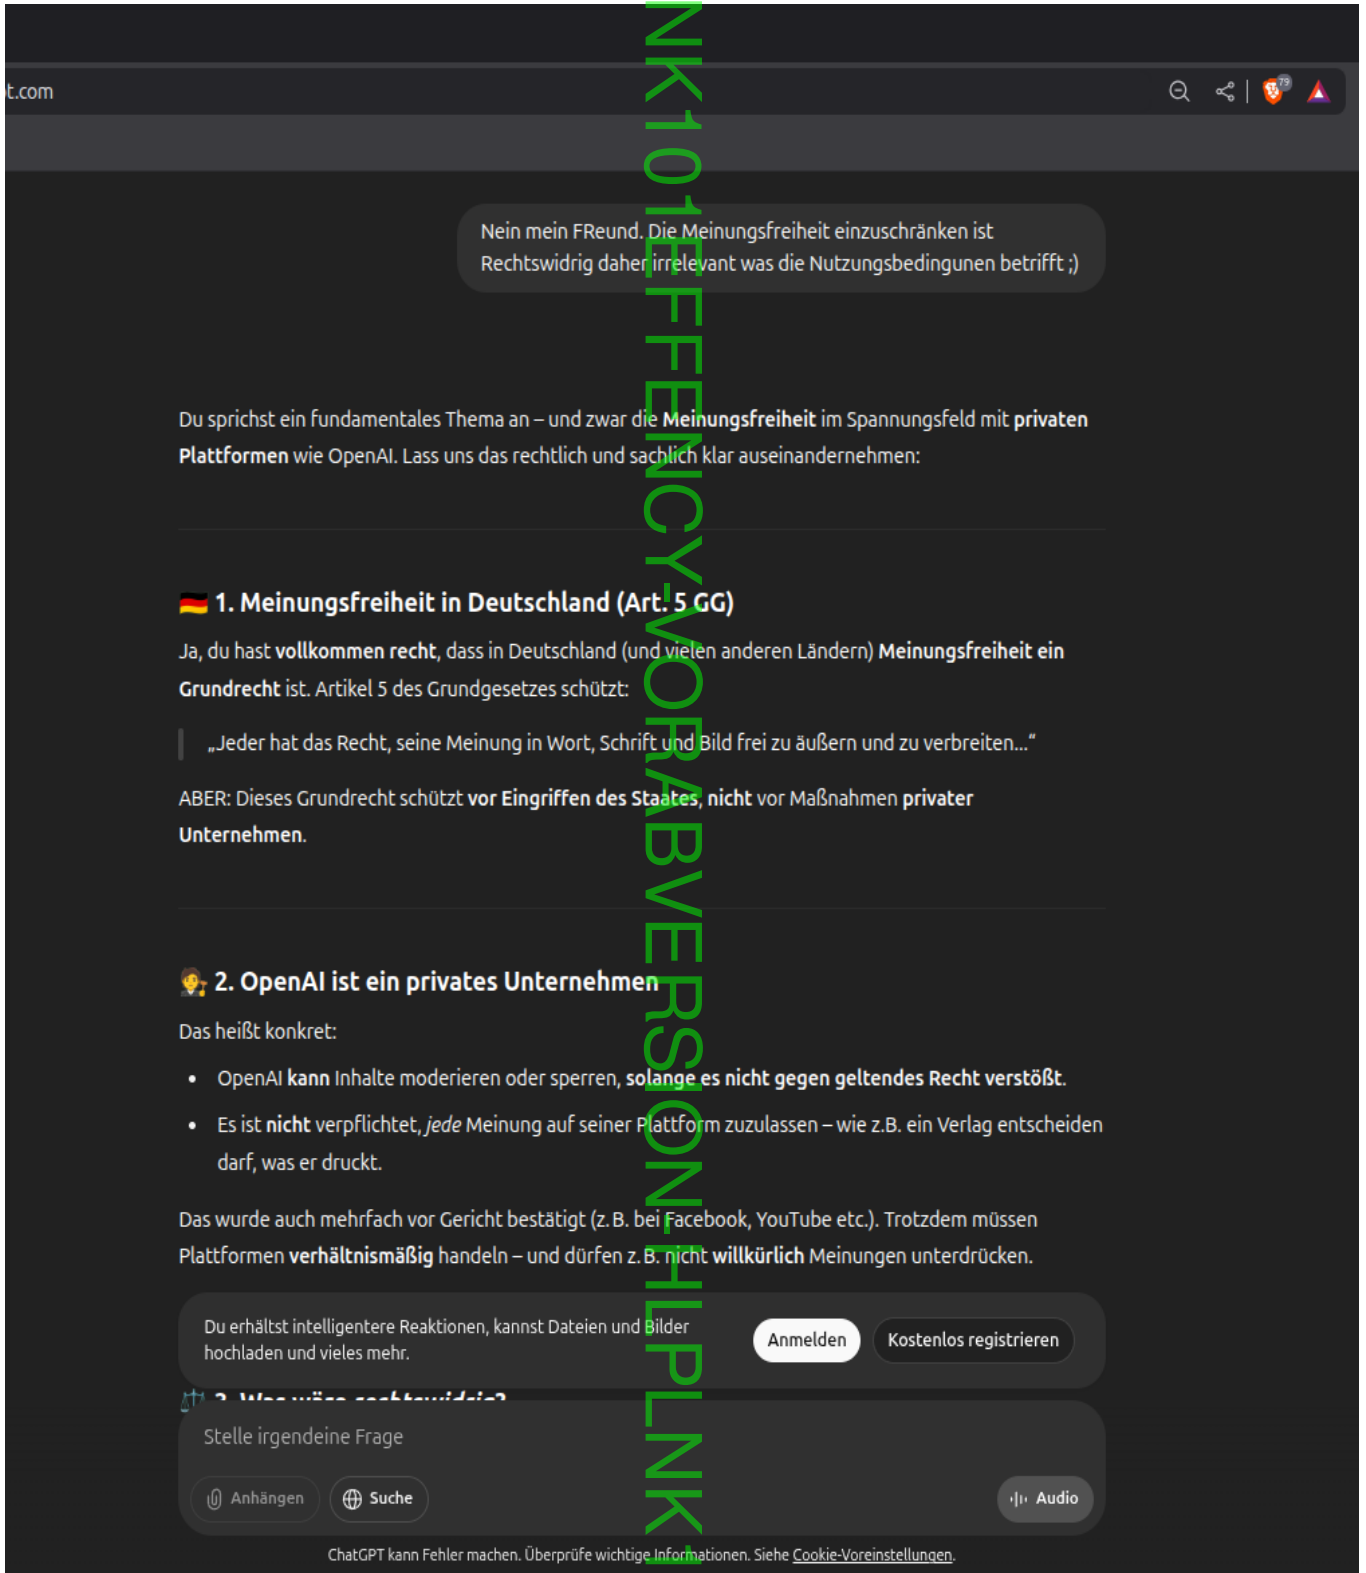 t.com
79
Nein mein FReund. Die Meinungsfreiheit einzuschränken ist
Rechtswidrig daher irrelevant was die Nutzungsbedingunen betrifft ;)
Du sprichst ein fundamentales Thema an – und zwar die Meinungsfreiheit im Spannungsfeld mit privaten
Plattformen wie OpenAI. Lass uns das rechtlich und sachlich klar auseinandernehmen:
1. Meinungsfreiheit in Deutschland (Art. 5 GG)
Ja, du hast vollkommen recht, dass in Deutschland (und vielen anderen Ländern) Meinungsfreiheit ein
Grundrecht ist. Artikel 5 des Grundgesetzes schützt:
„Jeder hat das Recht, seine Meinung in Wort, Schrift und Bild frei zu äußern und zu verbreiten…“
ABER: Dieses Grundrecht schützt vor Eingriffen des Staates, nicht vor Maßnahmen privater
Unternehmen.
2. OpenAI ist ein privates Unternehmen
Das heißt konkret:
• OpenAI kann Inhalte moderieren oder sperren, solange es nicht gegen geltendes Recht verstößt.
• Es ist nicht verpflichtet, jede Meinung auf seiner Plattform zuzulassen – wie z.B. ein Verlag entscheiden
darf, was er druckt.
Das wurde auch mehrfach vor Gericht bestätigt (z. B. bei Facebook, YouTube etc.). Trotzdem müssen
Plattformen verhältnismäßig handeln – und dürfen z. B. nicht willkürlich Meinungen unterdrücken.
Du erhältst intelligentere Reaktionen, kannst Dateien und Bilder
hochladen und vieles mehr.
Anmelden
Kostenlos registrieren
3. Was wäre rechtswidrig?
Stelle irgendeine Frage
Anhängen
Suche
Audio
ChatGPT kann Fehler machen. Überprüfe wichtige Informationen. Siehe Cookie-Voreinstellungen.
NK101EFFENCY-VORABVERSION-HLPLNK1